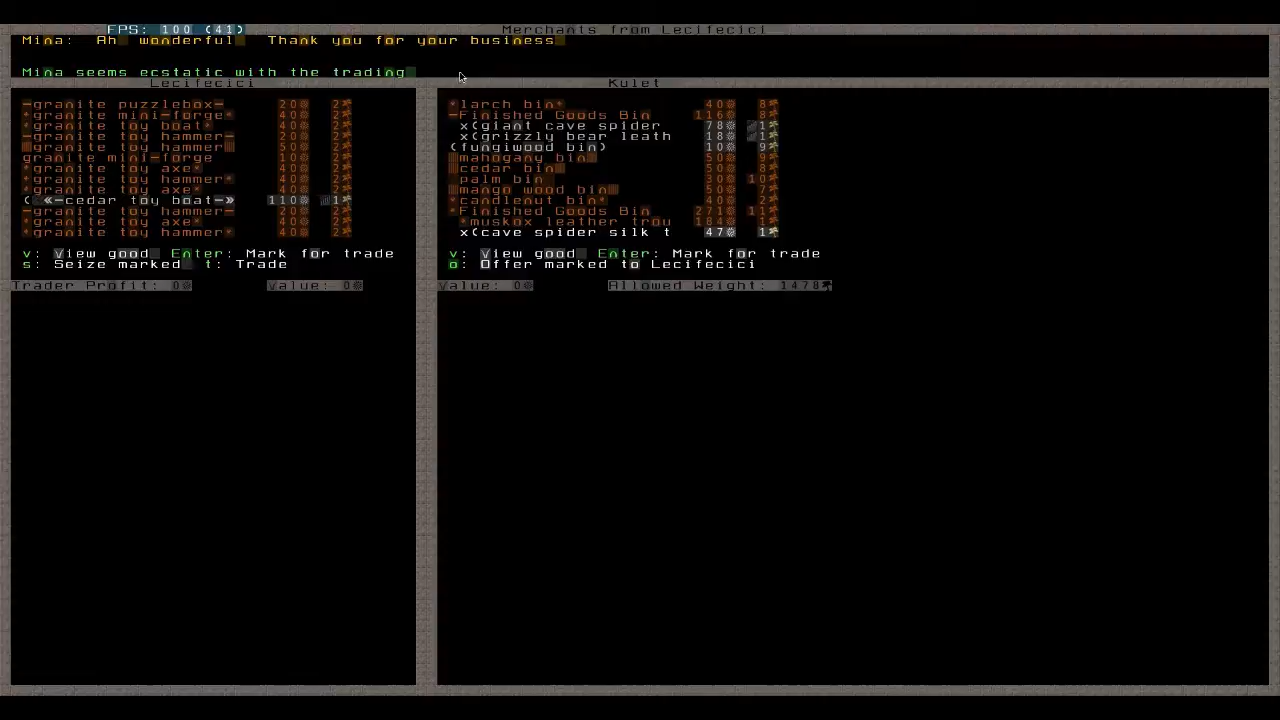 FPS: 100 (41)
Merchants from Lecifecici
Mina: Ah wonderful Thank you for your business
Mina seems ecstatic with the trading
Lecifecici
-granite puzzlebox- 20☼ 2
*granite mini-forge* 40☼ 2
*granite toy boat* 40☼ 2
-granite toy hammer- 20☼ 2
granite toy hammer 50☼ 2
granite mini-forge 10☼ 2
*granite toy axe* 40☼ 2
*granite toy hammer* 40☼ 2
*granite toy axe* 40☼ 2
(«-cedar toy boat-» 110☼ 1
-granite toy hammer- 20☼ 2
*granite toy axe* 40☼ 2
*granite toy hammer* 40☼ 2
v: View good Enter: Mark for trade
s: Seize marked t: Trade
Trader Profit: 0☼ Value: 0☼
Kulet
*larch bin* 40☼ 8
-Finished Goods Bin 116☼ 8
x(giant cave spider 78☼ 1
x(grizzly bear leath 18☼ 1
(fungiwood bin) 10☼ 9
mahogany bin 50☼ 9
cedar bin 50☼ 8
palm bin 30☼ 10
mango wood bin 50☼ 7
*candlenut bin* 40☼ 2
*Finished Goods Bin 271☼ 11
*muskox leather trou 184☼ 1
x(cave spider silk t 47☼ 1
v: View good Enter: Mark for trade
o: Offer marked to Lecifecici
Value: 0☼ Allowed Weight: 1478